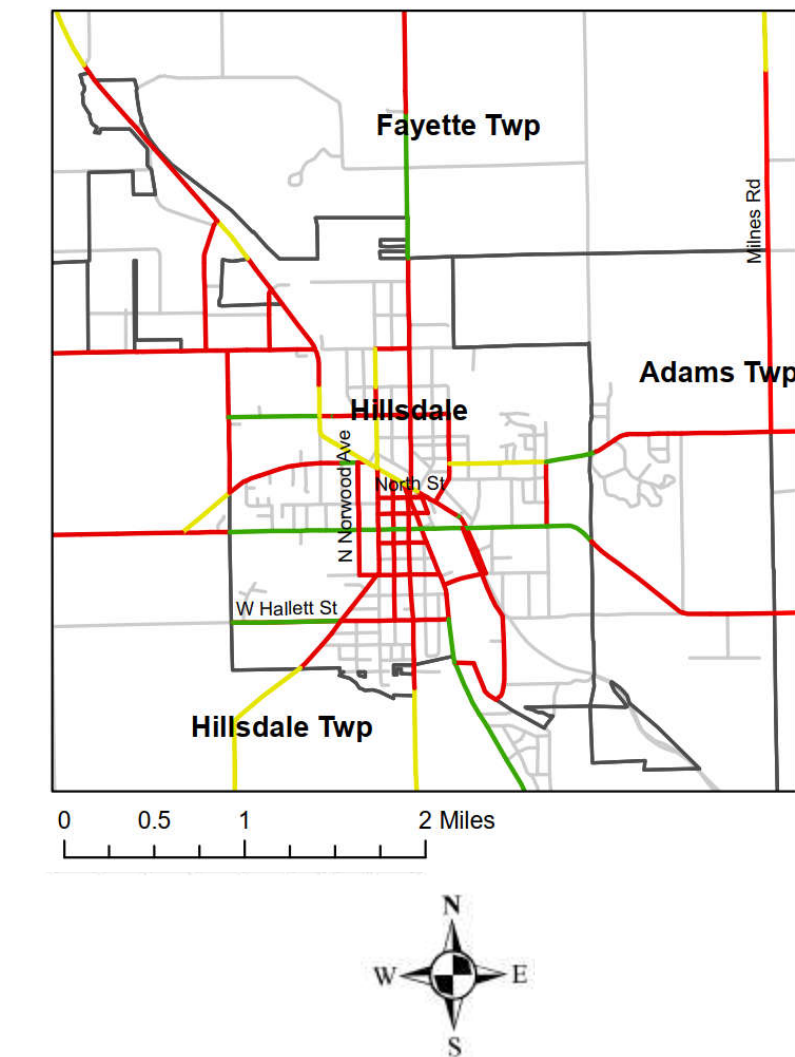 Fayette Twp
Milnes Rd
Adams Twp
Hillsdale
N Norwood Ave
North St
W Hallett St
Hillsdale Twp
0 0.5 1 2 Miles
N
W E
S